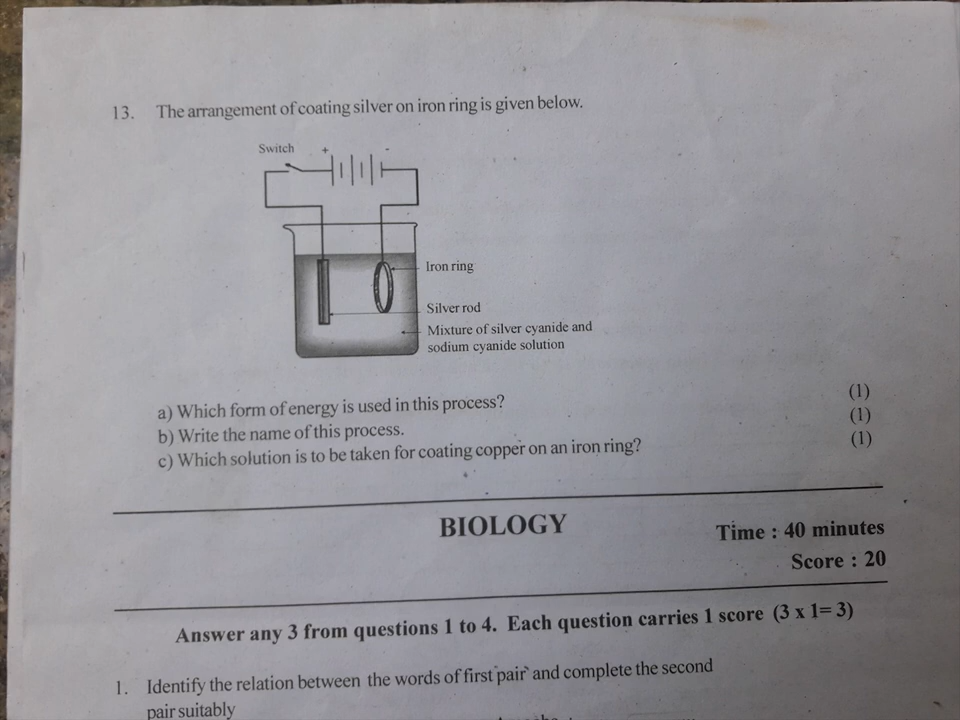 13. The arrangement of coating silver on iron ring is given below.
Switch + -
Iron ring
Silver rod
Mixture of silver cyanide and
sodium cyanide solution
a) Which form of energy is used in this process? (1)
b) Write the name of this process. (1)
c) Which solution is to be taken for coating copper on an iron ring? (1)
BIOLOGY
Time : 40 minutes
Score : 20
Answer any 3 from questions 1 to 4. Each question carries 1 score (3 x 1= 3)
1. Identify the relation between the words of first pair and complete the second
pair suitably